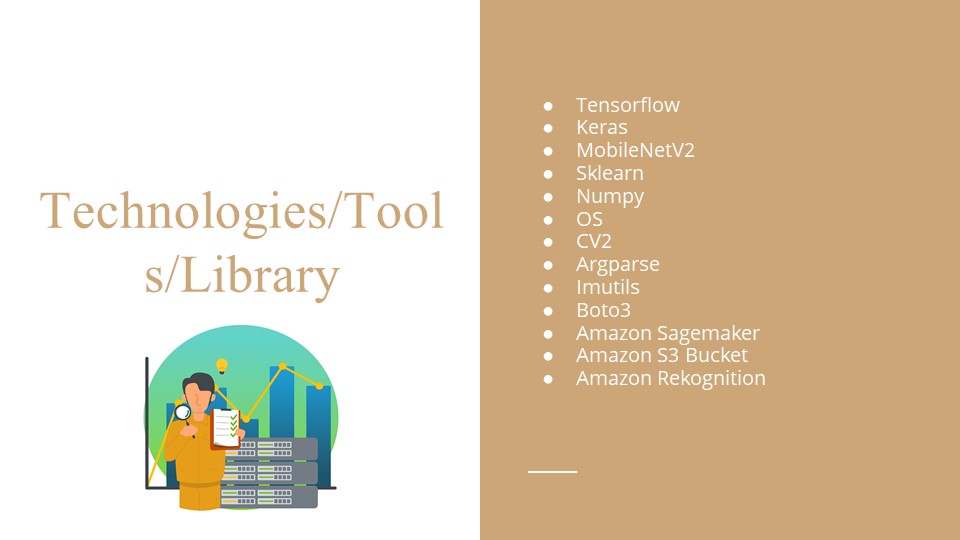 Technologies/Tool
s/Library
● Tensorflow
● Keras
● MobileNetV2
● Sklearn
● Numpy
● OS
● CV2
● Argparse
● Imutils
● Boto3
● Amazon Sagemaker
● Amazon S3 Bucket
● Amazon Rekognition